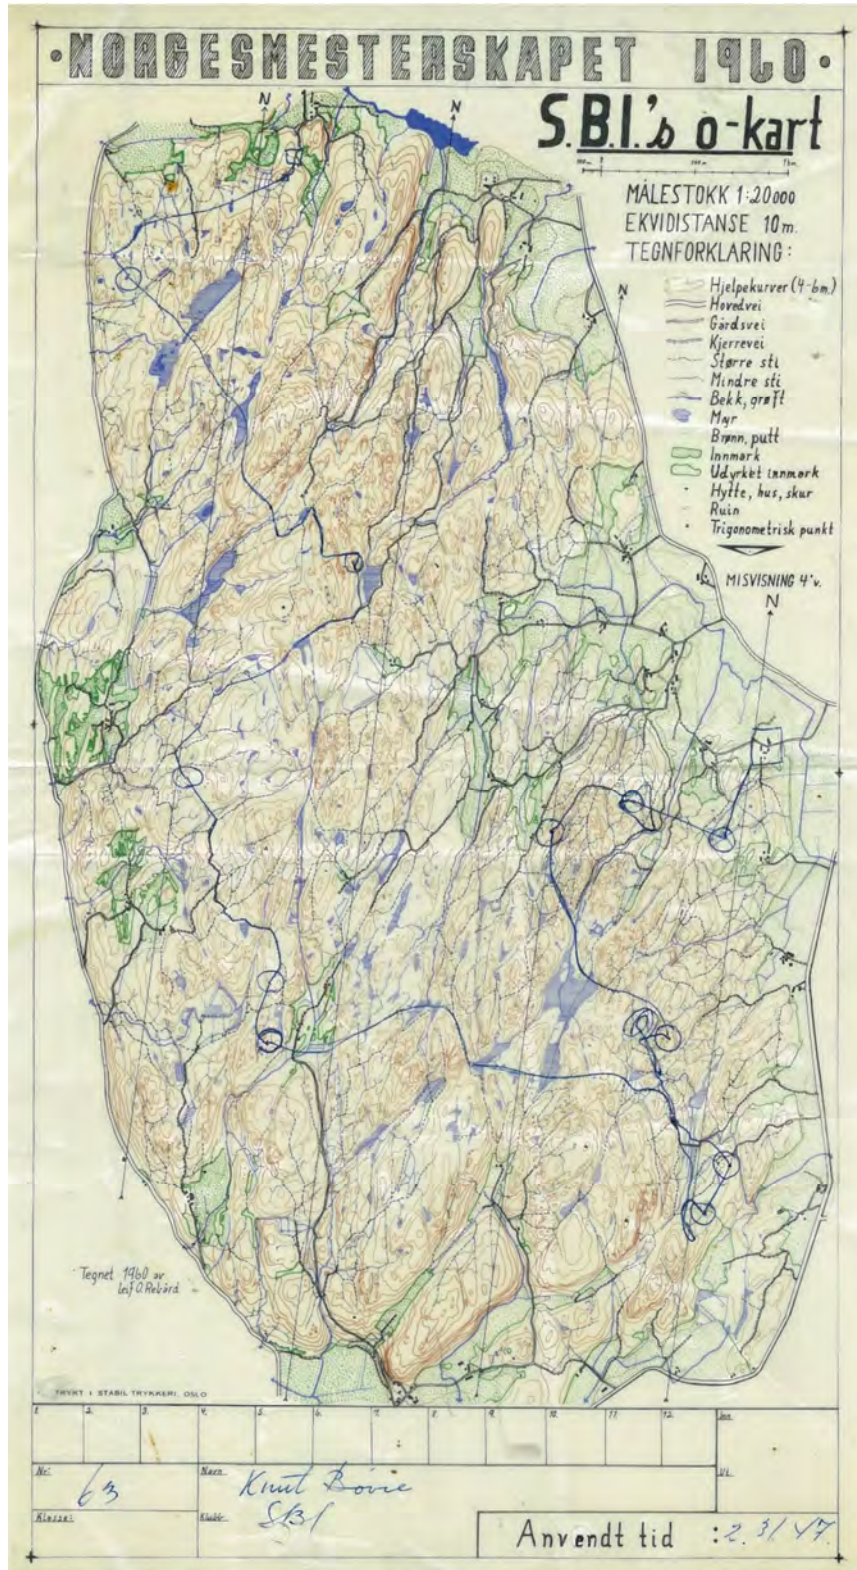 ·NORGESMESTERSKAPET 1960·
S.B.I.'s o-kart
MÅLESTOKK 1:20000
EKVIDISTANSE 10m.
TEGNFORKLARING:
Hjelpekurver (4-6m.)
Hovedvei
Gårdsvei
Kjerrevei
Større sti
Mindre sti
Bekk, grøft
Myr
Brønn, putt
Innmark
Udyrket innmark
Hytte, hus, skur
Ruin
Trigonometrisk punkt
MISVISNING 4°v.
N
N
N
N
Tegnet 1960 av
Leif O. Rebård
TRYKT I STABIL TRYKKERI. OSLO
1. 2. 3. 4. 5. 6. 7. 8. 9. 10. 11. 12. Inn
Nr: 63 Navn Knut Bøvie Ut
Klasse: Klubb SBI
Anvendt tid : 2.31.47.